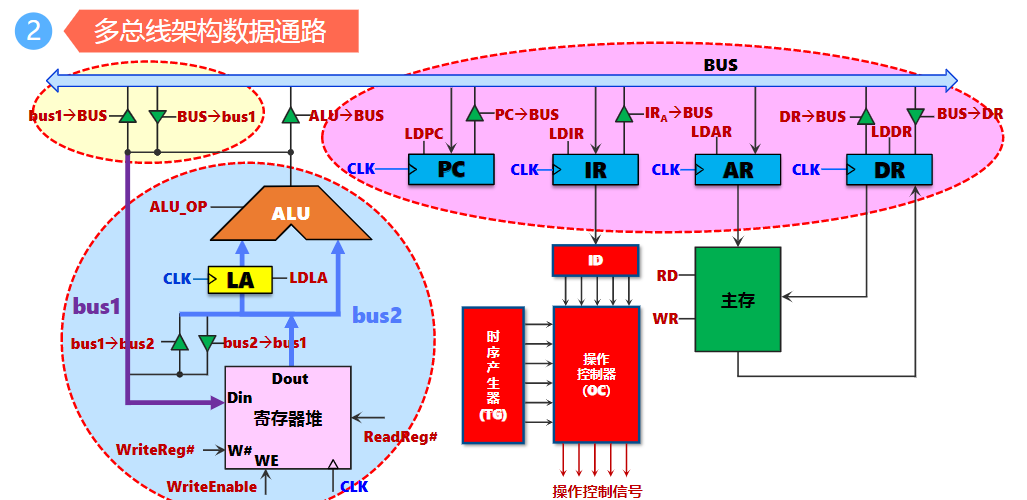 2
多总线架构数据通路
BUS
bus1→BUS
BUS→bus1
ALU→BUS
PC→BUS
IRA→BUS
DR→BUS
BUS→DR
LDPC
LDIR
LDAR
LDDR
CLK
PC
CLK
IR
CLK
AR
CLK
DR
ALU_OP
ALU
CLK
LA
LDLA
bus1
bus2
bus1→bus2
bus2→bus1
Dout
Din
寄存器堆
ReadReg#
WriteReg#
W#
WE
WriteEnable
CLK
ID
时序产生器
(TG)
操作
控制器
(OC)
操作控制信号
RD
WR
主存